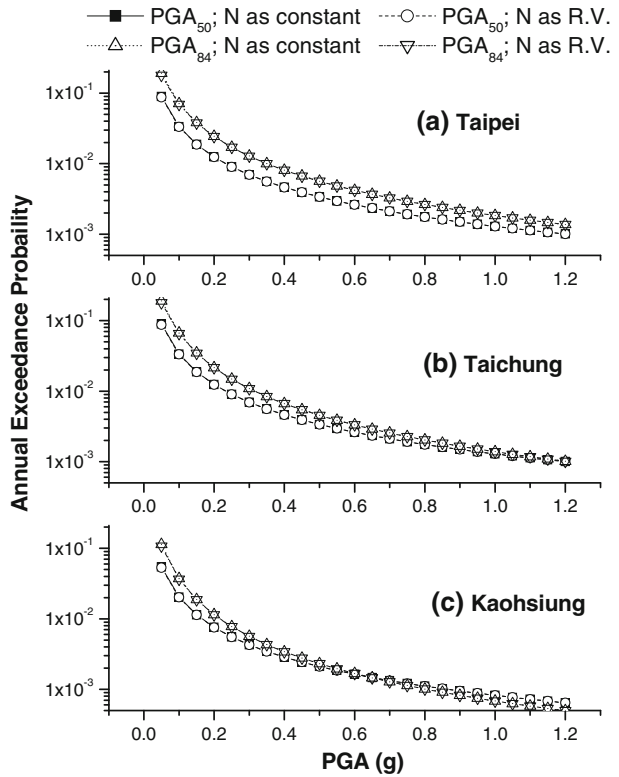 PGA₅₀; N as constant PGA₅₀; N as R.V.
PGA₈₄; N as constant PGA₈₄; N as R.V.
Annual Exceedance Probaility
1x10⁻¹
1x10⁻²
1x10⁻³
(a) Taipei
0.0 0.2 0.4 0.6 0.8 1.0 1.2
1x10⁻¹
1x10⁻²
1x10⁻³
(b) Taichung
0.0 0.2 0.4 0.6 0.8 1.0 1.2
1x10⁻¹
1x10⁻²
1x10⁻³
(c) Kaohsiung
0.0 0.2 0.4 0.6 0.8 1.0 1.2
PGA (g)